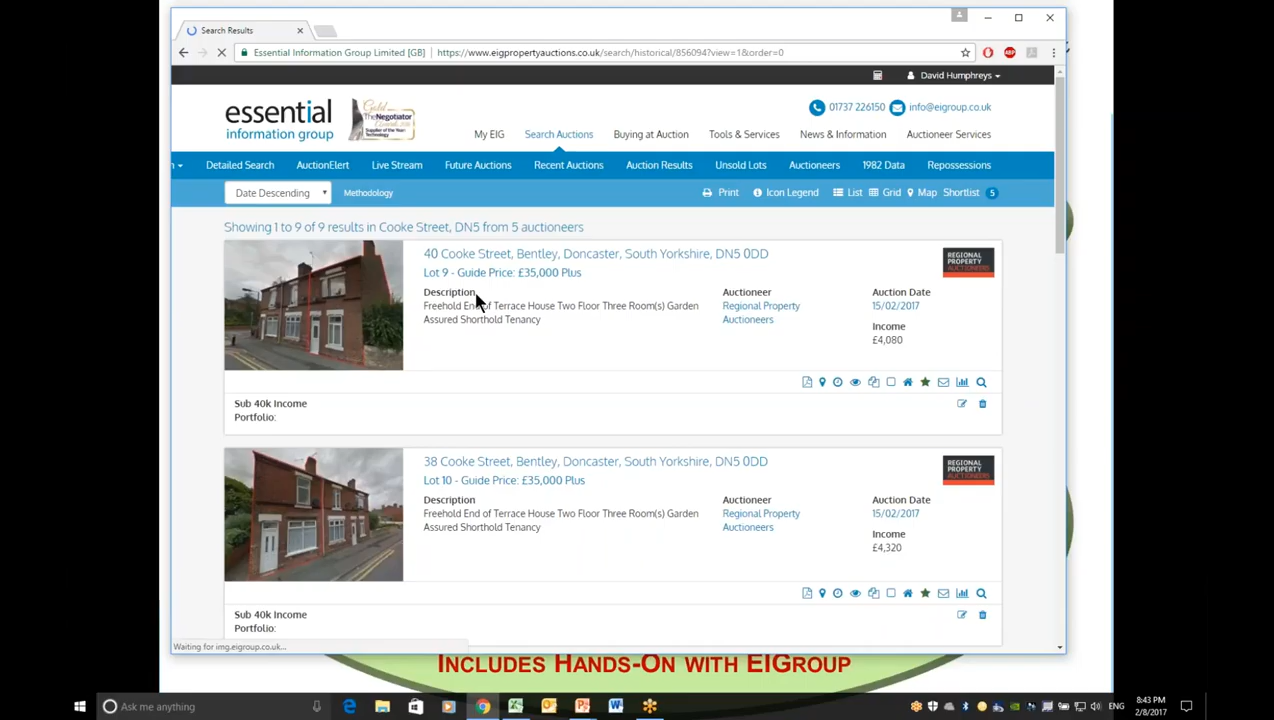 Search Results
Essential Information Group Limited [GB] https://www.eigpropertyauctions.co.uk/search/historical/856094?view=1&order=0
David Humphreys
essential
information group
Gold
The Negotiator
01737 226150 info@eigroup.co.uk
My EIG Search Auctions Buying at Auction Tools & Services News & Information Auctioneer Services
Detailed Search AuctionElert Live Stream Future Auctions Recent Auctions Auction Results Unsold Lots Auctioneers 1982 Data Repossessions
Date Descending Methodology Print Icon Legend List Grid Map Shortlist 5
Showing 1 to 9 of 9 results in Cooke Street, DN5 from 5 auctioneers
40 Cooke Street, Bentley, Doncaster, South Yorkshire, DN5 0DD
Lot 9 - Guide Price: £35,000 Plus
REGIONAL
PROPERTY
AUCTIONEERS
Description Auctioneer Auction Date
Freehold End of Terrace House Two Floor Three Room(s) Garden Regional Property 15/02/2017
Assured Shorthold Tenancy Auctioneers Income
£4,080
Sub 40k Income
Portfolio:
38 Cooke Street, Bentley, Doncaster, South Yorkshire, DN5 0DD
Lot 10 - Guide Price: £35,000 Plus
REGIONAL
PROPERTY
AUCTIONEERS
Description Auctioneer Auction Date
Freehold End of Terrace House Two Floor Three Room(s) Garden Regional Property 15/02/2017
Assured Shorthold Tenancy Auctioneers Income
£4,320
Sub 40k Income
Portfolio:
Waiting for img.eigroup.co.uk...
INCLUDES HANDS-ON WITH EIGROUP
Ask me anything
ENG
8:43 PM
2/8/2017